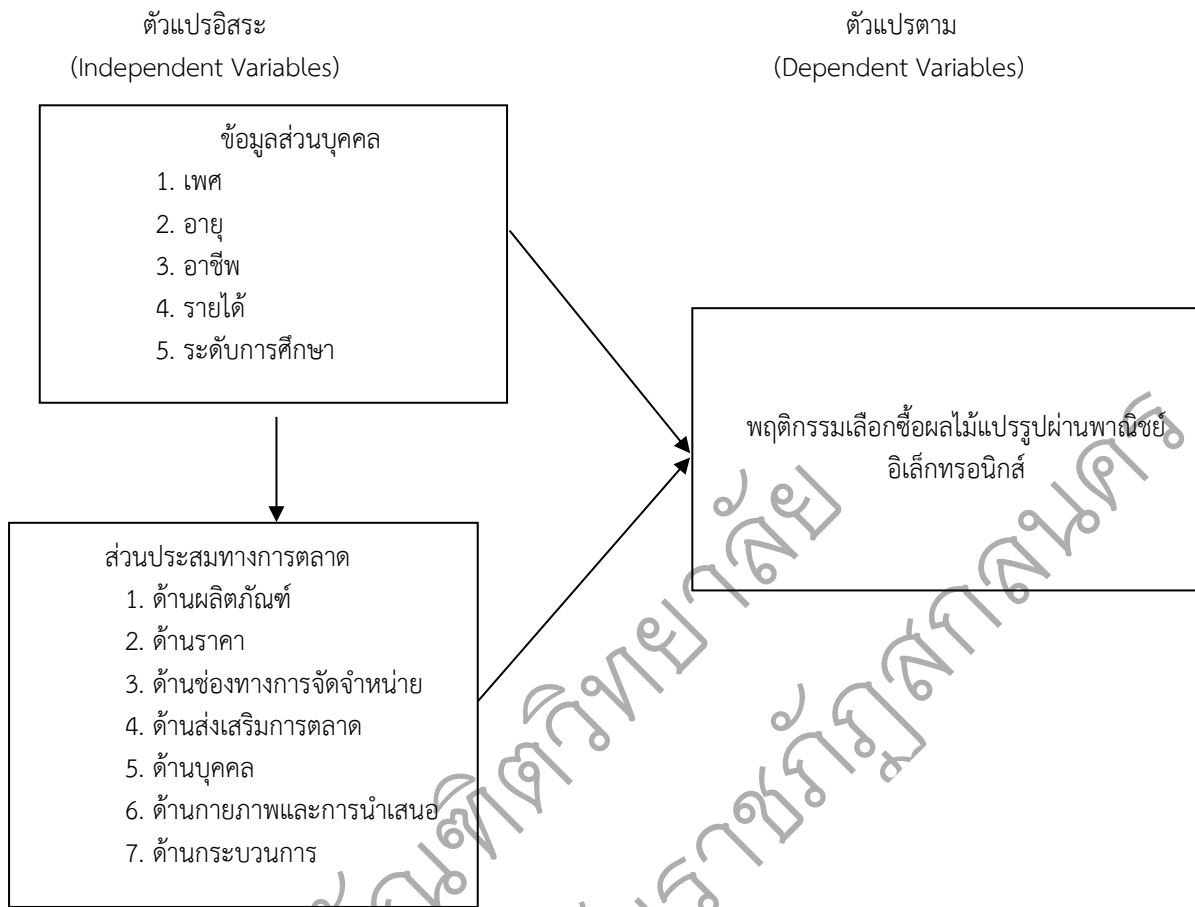 ตัวแปรอิสระ
(Independent Variables)
ตัวแปรตาม
(Dependent Variables)
ข้อมูลส่วนบุคคล
1. เพศ
2. อายุ
3. อาชีพ
4. รายได้
5. ระดับการศึกษา
พฤติกรรมเลือกซื้อผลไม้แปรรูปผ่านพาณิชย์
อิเล็กทรอนิกส์
ส่วนประสมทางการตลาด
1. ด้านผลิตภัณฑ์
2. ด้านราคา
3. ด้านช่องทางการจัดจำหน่าย
4. ด้านส่งเสริมการตลาด
5. ด้านบุคคล
6. ด้านกายภาพและการนำเสนอ
7. ด้านกระบวนการ